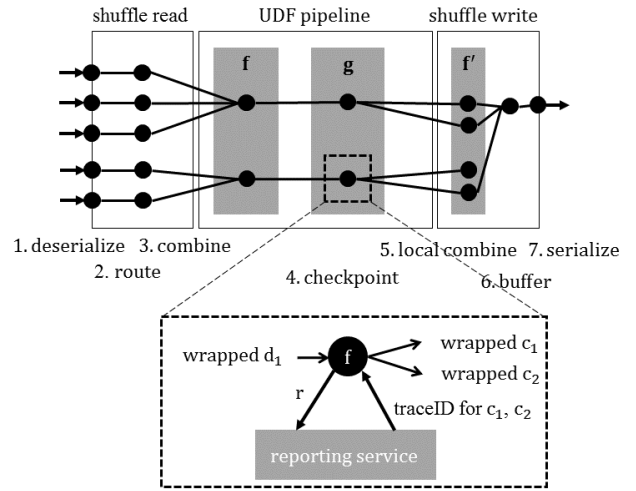 shuffle read UDF pipeline shuffle write
f g f′
1. deserialize 3. combine 5. local combine 7. serialize
2. route 4. checkpoint 6. buffer
wrapped d₁ f wrapped c₁
wrapped c₂
r traceID for c₁, c₂
reporting service